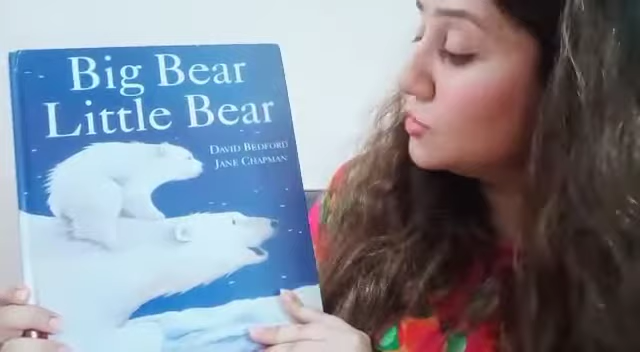 Big Bear
Little Bear
David Bedford
Jane Chapman